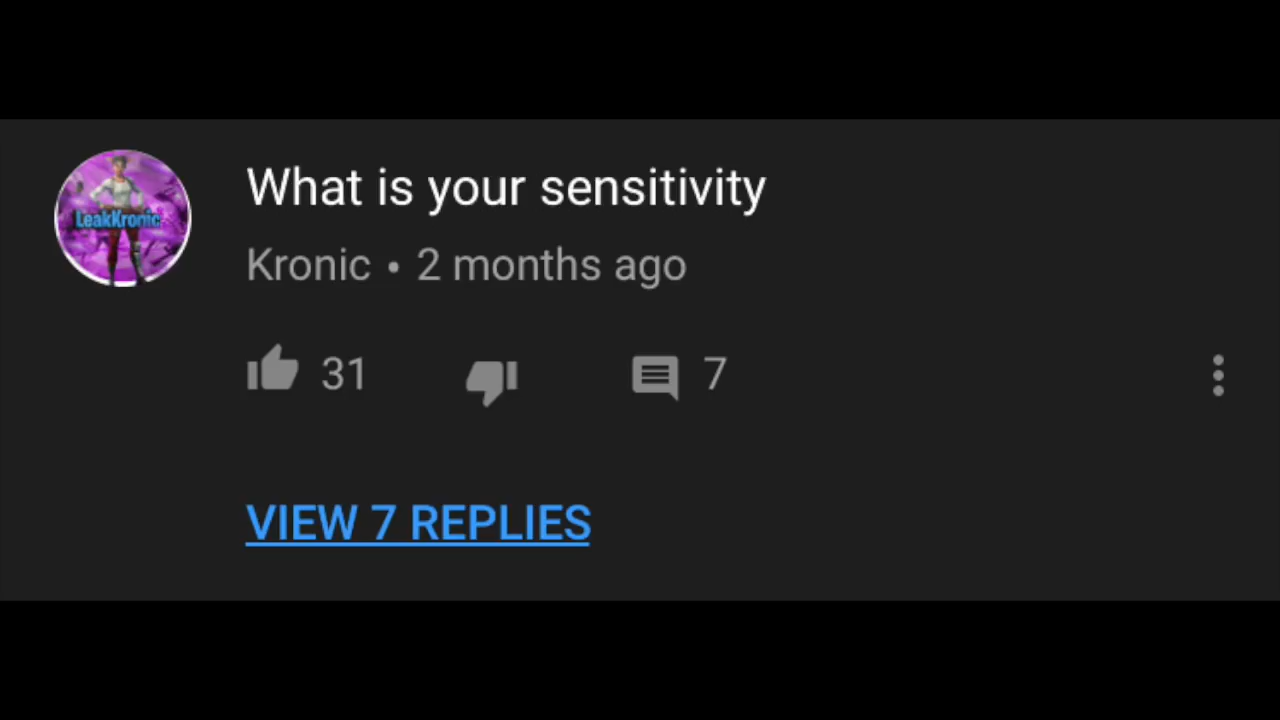 What is your sensitivity
LeakKronic
Kronic • 2 months ago
31
7
VIEW 7 REPLIES